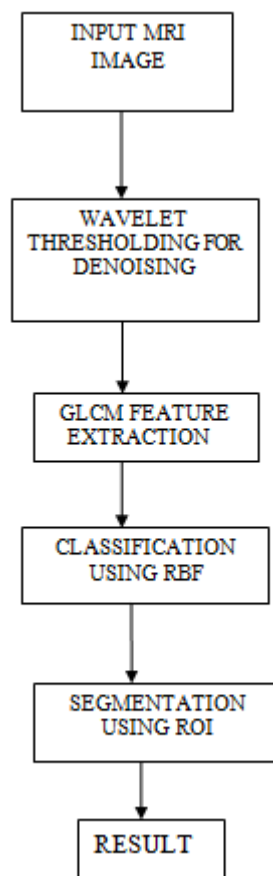 INPUT MRI
IMAGE
WAVELET
THRESHOLDING FOR
DENOISING
GLCM FEATURE
EXTRACTION
CLASSIFICATION
USING RBF
SEGMENTATION
USING ROI
RESULT